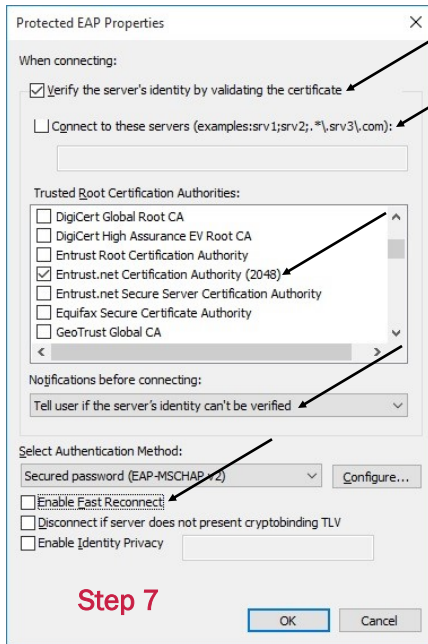 Protected EAP Properties
When connecting:
Verify the server's identity by validating the certificate
Connect to these servers (examples:srv1;srv2;.*\.srv3\.com):
Trusted Root Certification Authorities:
DigiCert Global Root CA
DigiCert High Assurance EV Root CA
Entrust Root Certification Authority
Entrust.net Certification Authority (2048)
Entrust.net Secure Server Certification Authority
Equifax Secure Certificate Authority
GeoTrust Global CA
Notifications before connecting:
Tell user if the server's identity can't be verified
Select Authentication Method:
Secured password (EAP-MSCHAP v2)
Configure...
Enable Fast Reconnect
Disconnect if server does not present cryptobinding TLV
Enable Identity Privacy
Step 7
OK
Cancel